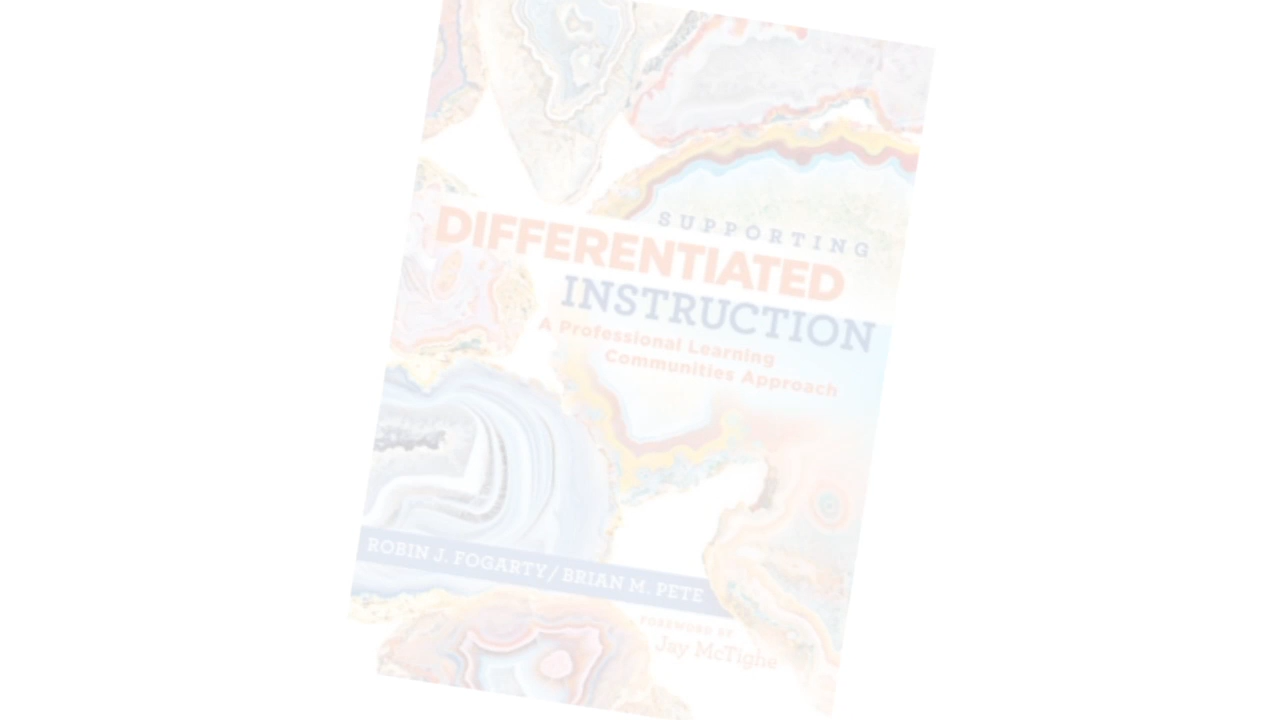 SUPPORTING
DIFFERENTIATED
INSTRUCTION
A Professional Learning
Communities Approach
ROBIN J. FOGARTY / BRIAN M. PETE
FOREWORD BY
Jay McTighe